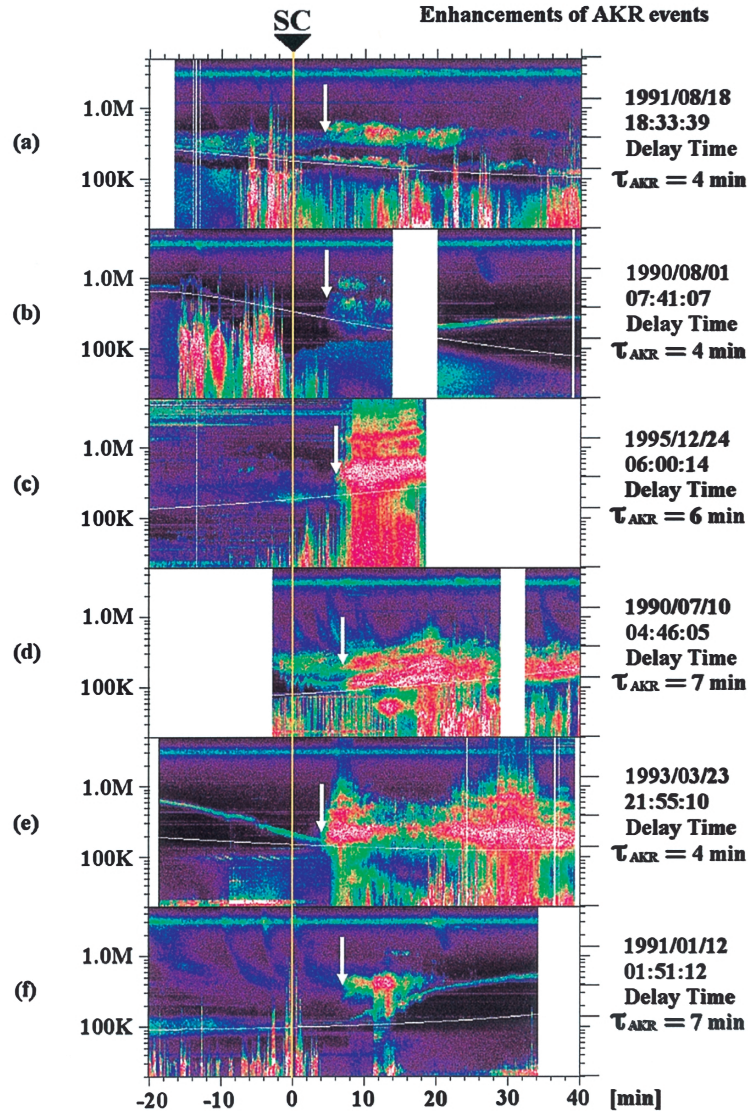 Enhancements of AKR events
SC
(a)
1.0M
100K
1991/08/18
18:33:39
Delay Time
τAKR = 4 min
(b)
1.0M
100K
1990/08/01
07:41:07
Delay Time
τAKR = 4 min
(c)
1.0M
100K
1995/12/24
06:00:14
Delay Time
τAKR = 6 min
(d)
1.0M
100K
1990/07/10
04:46:05
Delay Time
τAKR = 7 min
(e)
1.0M
100K
1993/03/23
21:55:10
Delay Time
τAKR = 4 min
(f)
1.0M
100K
1991/01/12
01:51:12
Delay Time
τAKR = 7 min
-20 -10 0 10 20 30 40 [min]